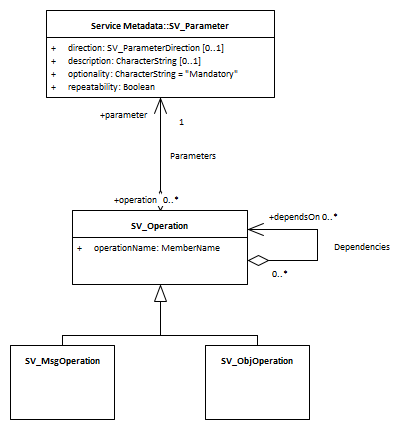 Service Metadata::SV_Parameter
+ direction: SV_ParameterDirection [0..1]
+ description: CharacterString [0..1]
+ optionality: CharacterString = "Mandatory"
+ repeatability: Boolean
+parameter
1
Parameters
+operation 0..*
SV_Operation
+ operationName: MemberName
+dependsOn 0..*
Dependencies
0..*
SV_MsgOperation
SV_ObjOperation